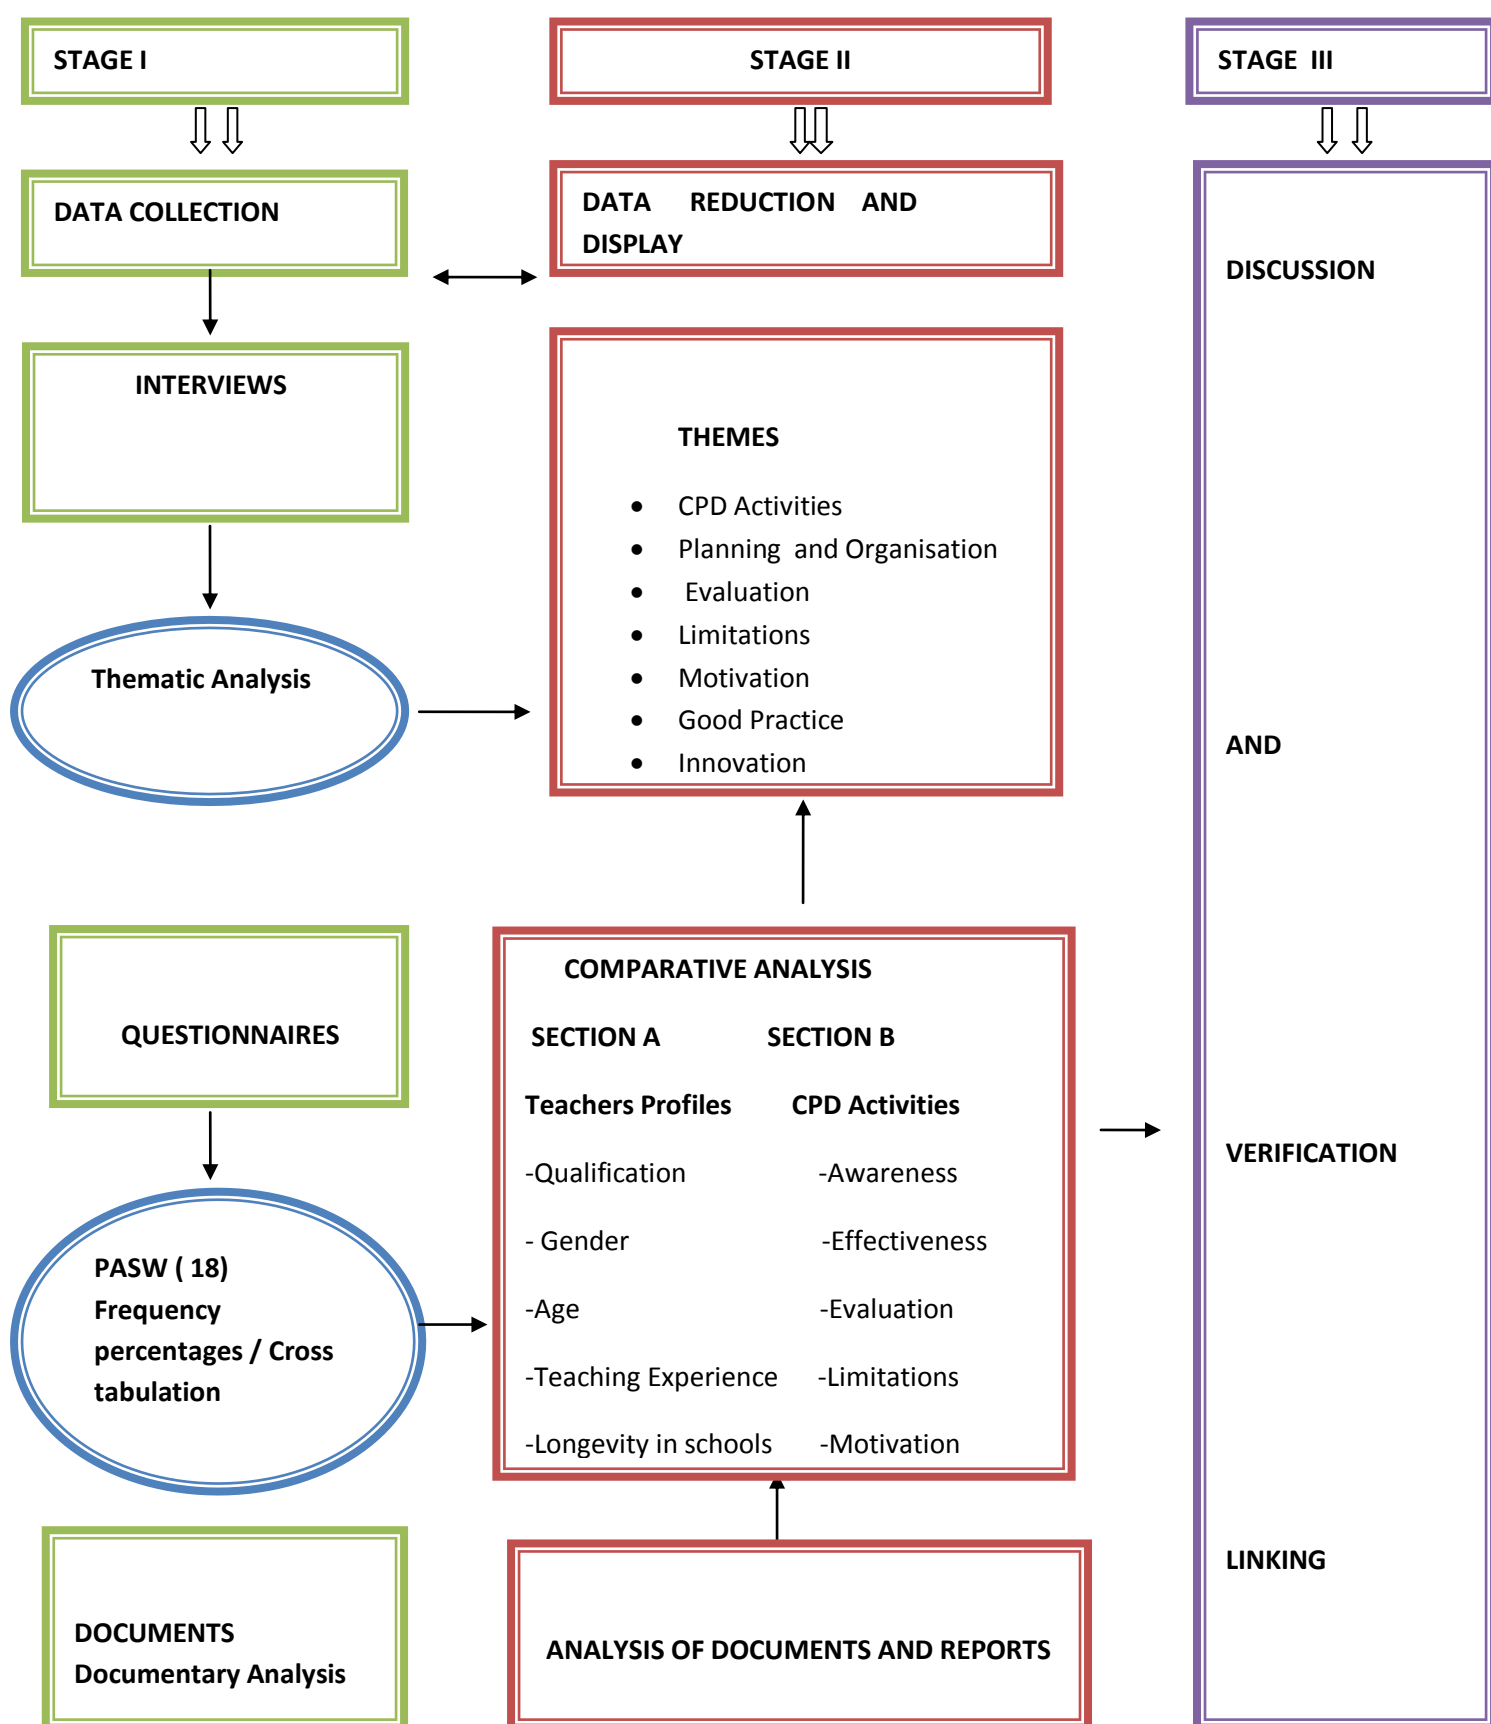 STAGE I
STAGE II
STAGE III
DATA COLLECTION
DATA REDUCTION AND
DISPLAY
INTERVIEWS
Thematic Analysis
THEMES
• CPD Activities
• Planning and Organisation
• Evaluation
• Limitations
• Motivation
• Good Practice
• Innovation
QUESTIONNAIRES
PASW ( 18)
Frequency
percentages / Cross
tabulation
COMPARATIVE ANALYSIS
SECTION A SECTION B
Teachers Profiles CPD Activities
-Qualification -Awareness
- Gender -Effectiveness
-Age -Evaluation
-Teaching Experience -Limitations
-Longevity in schools -Motivation
DOCUMENTS
Documentary Analysis
ANALYSIS OF DOCUMENTS AND REPORTS
DISCUSSION
AND
VERIFICATION
LINKING